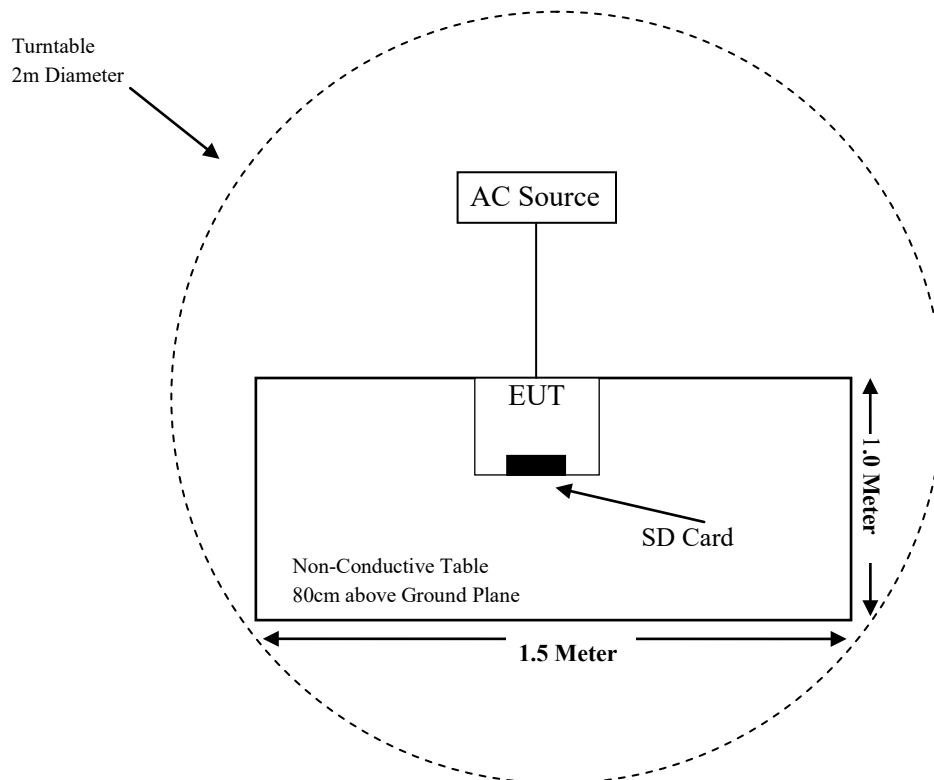 Turntable
2m Diameter
AC Source
EUT
1.0 Meter
SD Card
Non-Conductive Table
80cm above Ground Plane
1.5 Meter